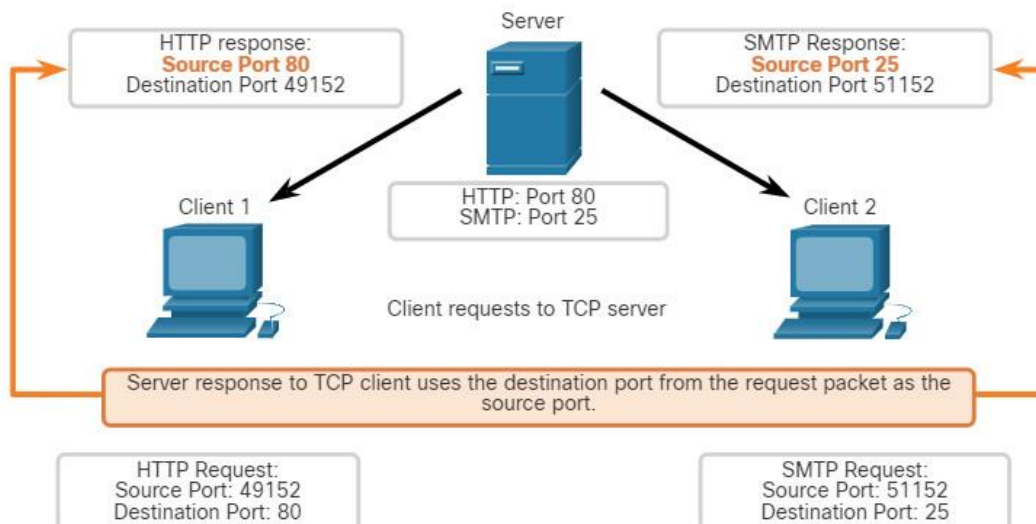 Server
HTTP response:
Source Port 80
Destination Port 49152
SMTP Response:
Source Port 25
Destination Port 51152
HTTP: Port 80
SMTP: Port 25
Client 1
Client 2
Client requests to TCP server
Server response to TCP client uses the destination port from the request packet as the
source port.
HTTP Request:
Source Port: 49152
Destination Port: 80
SMTP Request:
Source Port: 51152
Destination Port: 25